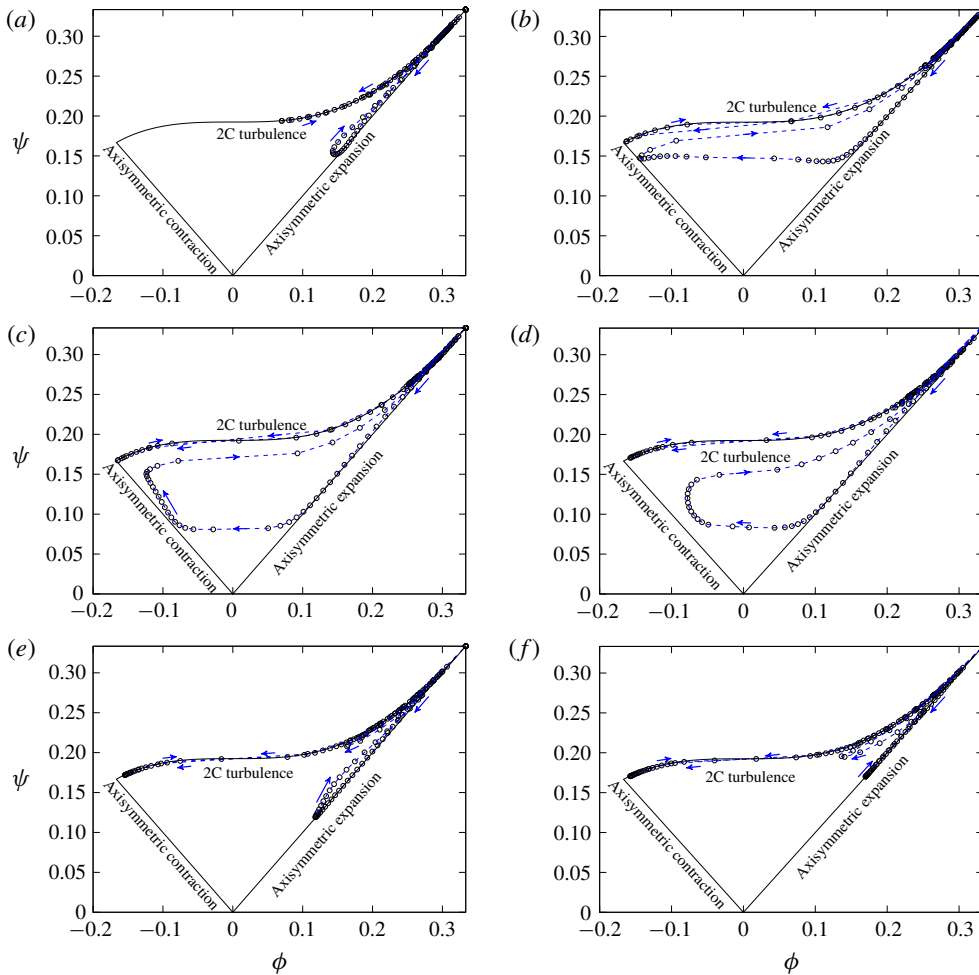 (a)
0.30
0.25
0.20
ψ
0.15
0.10
0.05
0
2C turbulence
Axisymmetric contraction
Axisymmetric expansion
−0.2 −0.1 0 0.1 0.2 0.3
(b)
0.30
0.25
0.20
0.15
0.10
0.05
0
2C turbulence
Axisymmetric contraction
Axisymmetric expansion
−0.2 −0.1 0 0.1 0.2 0.3
(c)
0.30
0.25
0.20
ψ
0.15
0.10
0.05
0
2C turbulence
Axisymmetric contraction
Axisymmetric expansion
−0.2 −0.1 0 0.1 0.2 0.3
(d)
0.30
0.25
0.20
0.15
0.10
0.05
0
2C turbulence
Axisymmetric contraction
Axisymmetric expansion
−0.2 −0.1 0 0.1 0.2 0.3
(e)
0.30
0.25
0.20
ψ
0.15
0.10
0.05
0
2C turbulence
Axisymmetric contraction
Axisymmetric expansion
−0.2 −0.1 0 0.1 0.2 0.3
ϕ
(f)
0.30
0.25
0.20
0.15
0.10
0.05
0
2C turbulence
Axisymmetric contraction
Axisymmetric expansion
−0.2 −0.1 0 0.1 0.2 0.3
ϕ